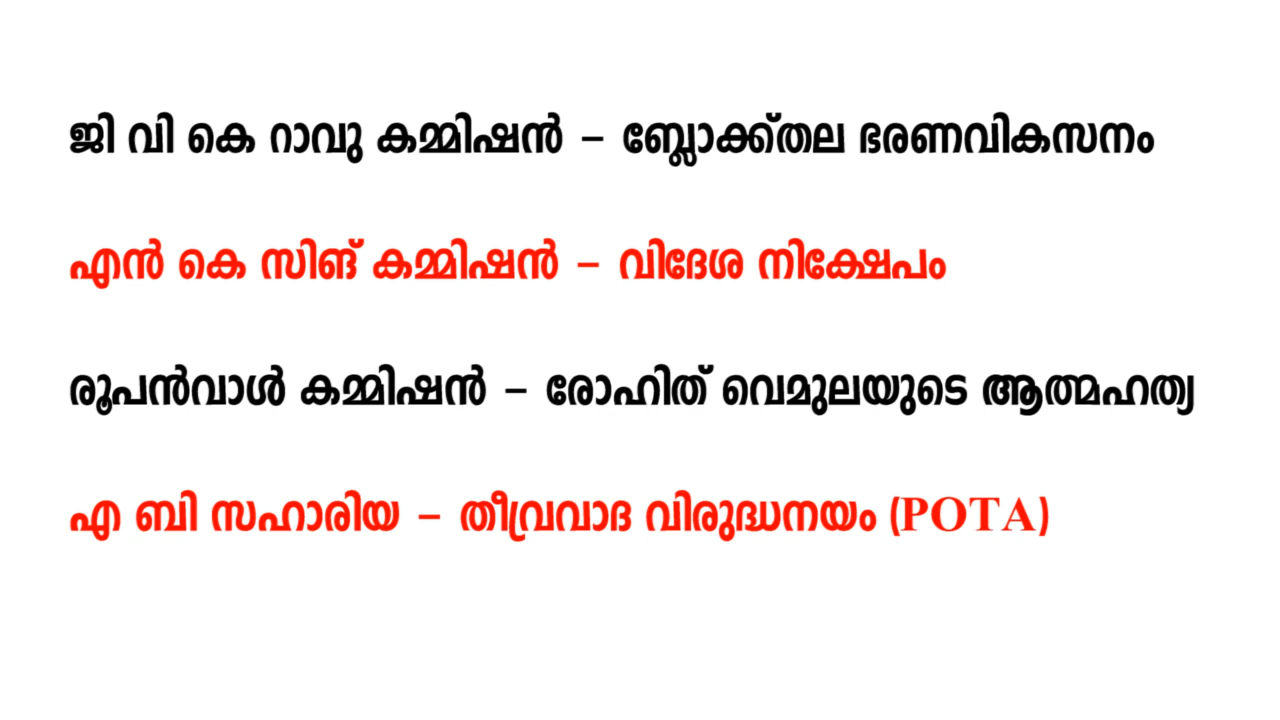 ജി വി കെ റാവു കമ്മിഷൻ – ബ്ലോക്ക്തല ഭരണവികസനം
എൻ കെ സിങ് കമ്മിഷൻ – വിദേശ നിക്ഷേപം
രൂപൻവാൾ കമ്മിഷൻ – രോഹിത് വെമുലയുടെ ആത്മഹത്യ
എ ബി സഹാരിയ – തീവ്രവാദ വിരുദ്ധനയം (POTA)